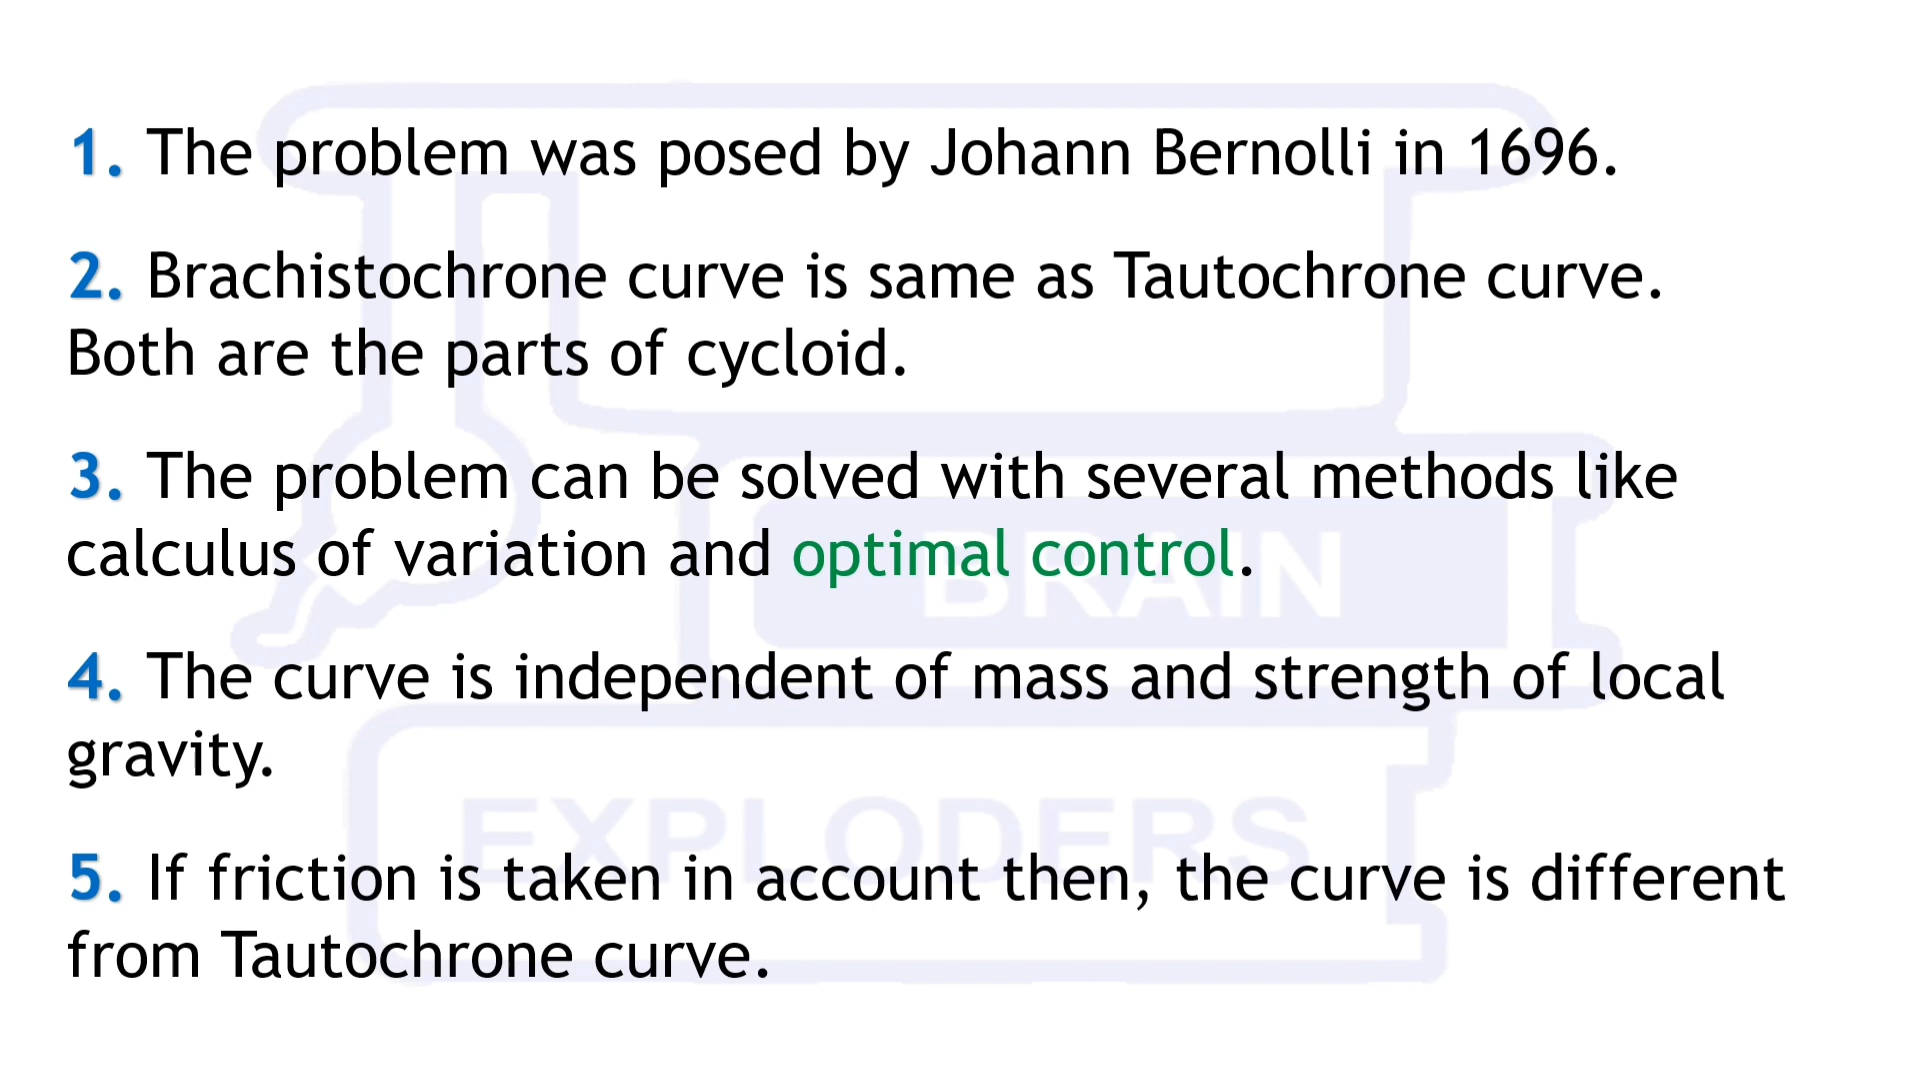 1. The problem was posed by Johann Bernolli in 1696.
2. Brachistochrone curve is same as Tautochrone curve.
Both are the parts of cycloid.
3. The problem can be solved with several methods like
calculus of variation and optimal control.
BRAIN
4. The curve is independent of mass and strength of local
gravity.
EXPLODERS
5. If friction is taken in account then, the curve is different
from Tautochrone curve.